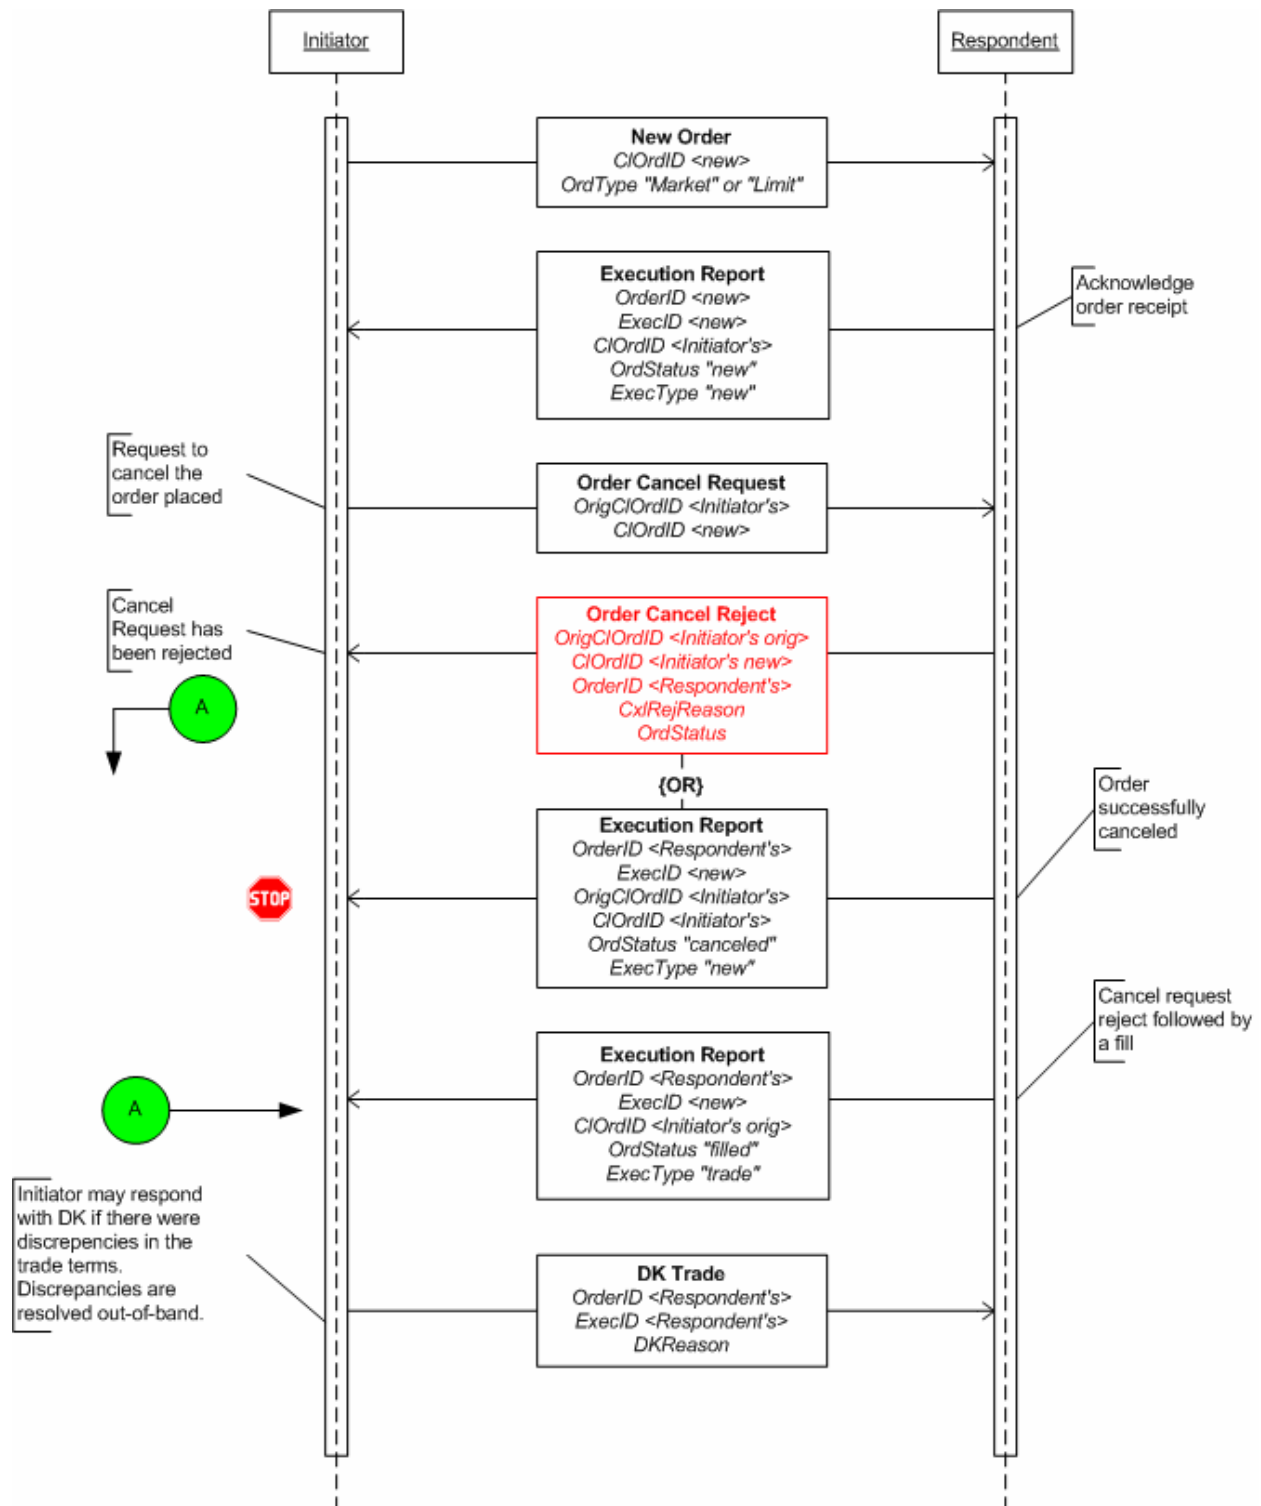 Initiator
Respondent
New Order
ClOrdID <new>
OrdType "Market" or "Limit"
Execution Report
OrderID <new>
ExecID <new>
ClOrdID <Initiator's>
OrdStatus "new"
ExecType "new"
Acknowledge
order receipt
Request to
cancel the
order placed
Order Cancel Request
OrigClOrdID <Initiator's>
ClOrdID <new>
Cancel
Request has
been rejected
Order Cancel Reject
OrigClOrdID <Initiator's orig>
ClOrdID <Initiator's new>
OrderID <Respondent's>
CxlRejReason
OrdStatus
A
{OR}
Order
successfully
canceled
Execution Report
OrderID <Respondent's>
ExecID <new>
OrigClOrdID <Initiator's>
ClOrdID <Initiator's>
OrdStatus "canceled"
ExecType "new"
STOP
Cancel request
reject followed by
a fill
Execution Report
OrderID <Respondent's>
ExecID <new>
ClOrdID <Initiator's orig>
OrdStatus "filled"
ExecType "trade"
A
Initiator may respond
with DK if there were
discrepencies in the
trade terms.
Discrepancies are
resolved out-of-band.
DK Trade
OrderID <Respondent's>
ExecID <Respondent's>
DKReason